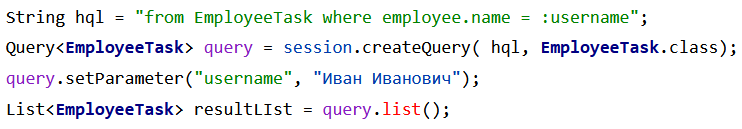 String hql = "from EmployeeTask where employee.name = :username";
Query<EmployeeTask> query = session.createQuery( hql, EmployeeTask.class);
query.setParameter("username", "Иван Иванович");
List<EmployeeTask> resultLIst = query.list();